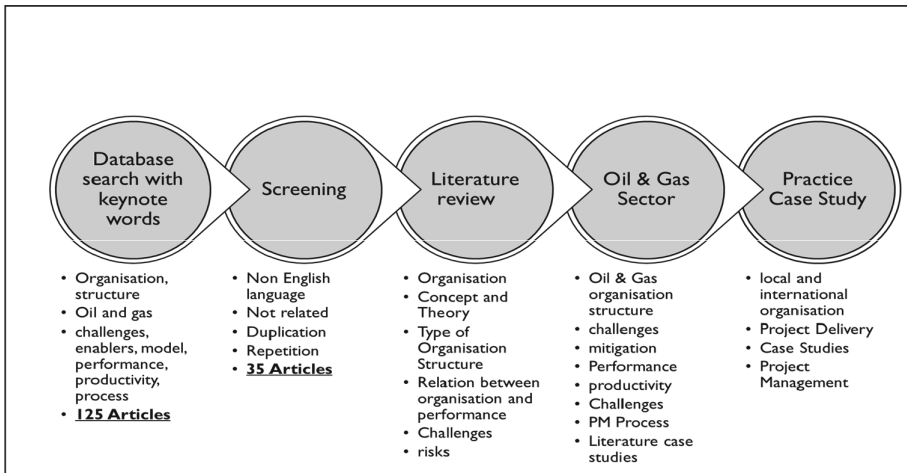 Database
search with
keynote
words
Screening
Literature
review
Oil & Gas
Sector
Practice
Case Study
• Organisation,
structure
• Oil and gas
• challenges,
enablers, model,
performance,
productivity,
process
• 125 Articles
• Non English
language
• Not related
• Duplication
• Repetition
• 35 Articles
• Organisation
• Concept and
Theory
• Type of
Organisation
Structure
• Relation between
organisation and
performance
• Challenges
• risks
• Oil & Gas
organisation
structure
• challenges
• mitigation
• Performance
• productivity
• Challenges
• PM Process
• Literature case
studies
• local and
international
organisation
• Project Delivery
• Case Studies
• Project
Management